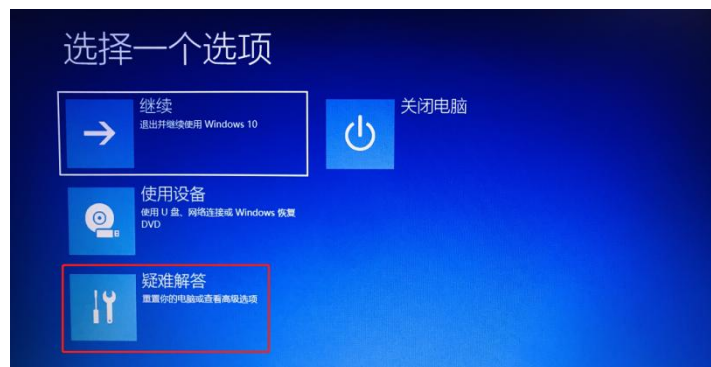 选择一个选项
继续
退出并继续使用 Windows 10
关闭电脑
使用设备
使用 U 盘、网络连接或 Windows 恢复
DVD
疑难解答
重置你的电脑或查看高级选项